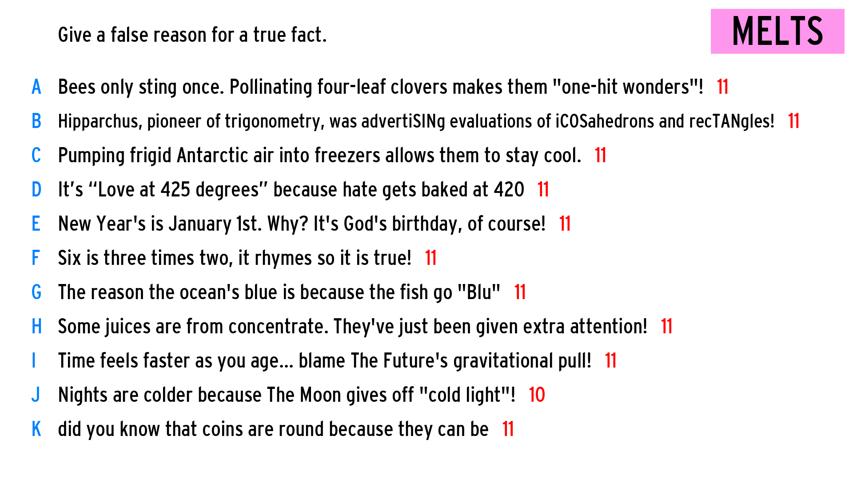 Give a false reason for a true fact.
MELTS
A Bees only sting once. Pollinating four-leaf clovers makes them "one-hit wonders"! 11
B Hipparchus, pioneer of trigonometry, was advertiSINg evaluations of iCOSahedrons and recTANgles! 11
C Pumping frigid Antarctic air into freezers allows them to stay cool. 11
D It’s “Love at 425 degrees” because hate gets baked at 420 11
E New Year's is January 1st. Why? It's God's birthday, of course! 11
F Six is three times two, it rhymes so it is true! 11
G The reason the ocean's blue is because the fish go "Blu" 11
H Some juices are from concentrate. They've just been given extra attention! 11
I Time feels faster as you age... blame The Future's gravitational pull! 11
J Nights are colder because The Moon gives off "cold light"! 10
K did you know that coins are round because they can be 11